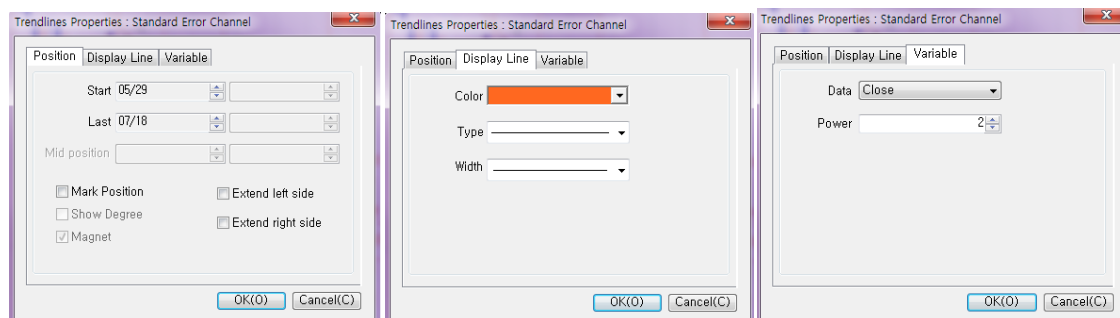 Trendlines Properties : Standard Error Channel
Position Display Line Variable
Start 05/29
Last 07/18
Mid position
Mark Position
Extend left side
Show Degree
Extend right side
Magnet
OK(O) Cancel(C)
Trendlines Properties : Standard Error Channel
Position Display Line Variable
Color
Type
Width
OK(O) Cancel(C)
Trendlines Properties : Standard Error Channel
Position Display Line Variable
Data Close
Power 2
OK(O) Cancel(C)